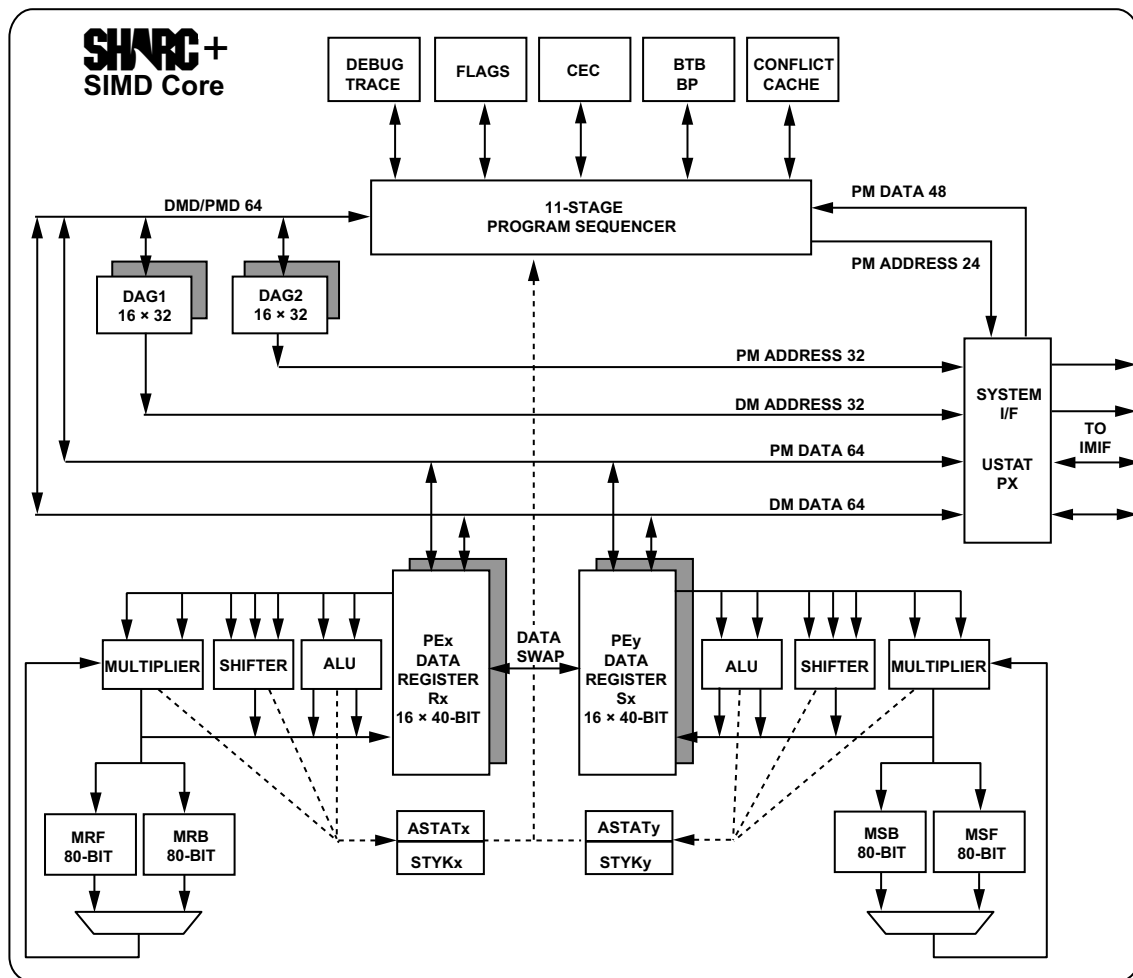 SHARC+
SIMD Core
DEBUG
TRACE
FLAGS
CEC
BTB
BP
CONFLICT
CACHE
DMD/PMD 64
11-STAGE
PROGRAM SEQUENCER
PM DATA 48
PM ADDRESS 24
DAG1
16 × 32
DAG2
16 × 32
PM ADDRESS 32
DM ADDRESS 32
PM DATA 64
DM DATA 64
SYSTEM
I/F
USTAT
PX
TO
IMIF
MULTIPLIER
SHIFTER
ALU
PEx
DATA
REGISTER
Rx
16 × 40-BIT
DATA
SWAP
PEy
DATA
REGISTER
Sx
16 × 40-BIT
ALU
SHIFTER
MULTIPLIER
MRF
80-BIT
MRB
80-BIT
ASTATx
STYKx
ASTATy
STYKy
MSB
80-BIT
MSF
80-BIT